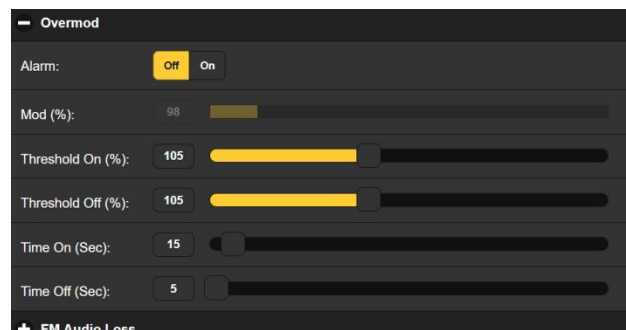 Overmod
Alarm: Off On
Mod (%): 98
Threshold On (%): 105
Threshold Off (%): 105
Time On (Sec): 15
Time Off (Sec): 5
FM Audio Loss